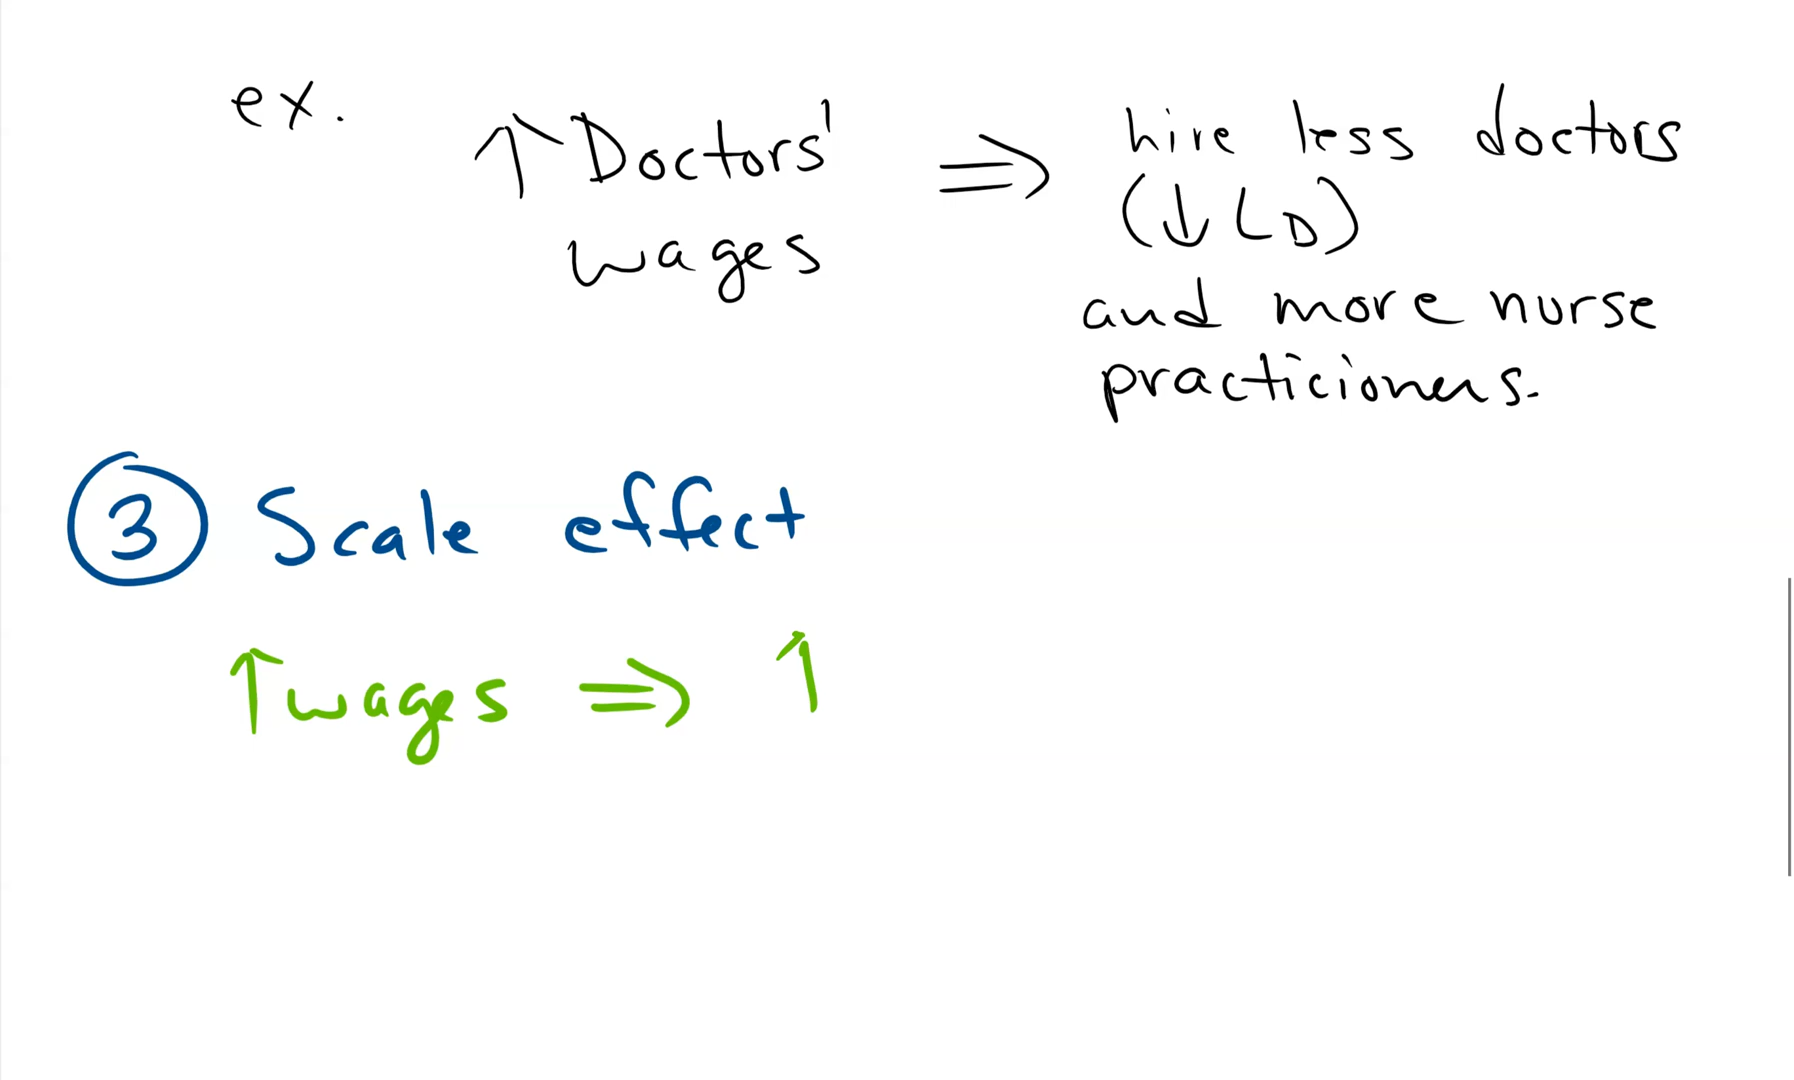 ex.
↑Doctors' ⇒ hire less doctors
wages (↓LD)
and more nurse
practicioners.
③ Scale effect
↑wages ⇒ ↑